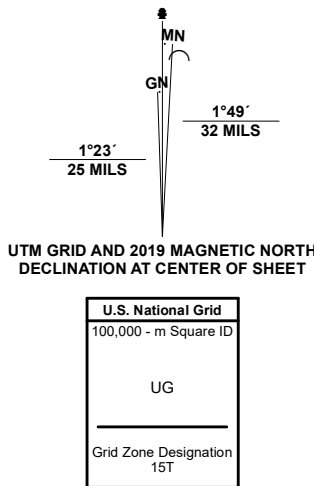 MN
GN
1°49´
32 MILS
1°23´
25 MILS
UTM GRID AND 2019 MAGNETIC NORTH
DECLINATION AT CENTER OF SHEET
U.S. National Grid
100,000 - m Square ID
UG
Grid Zone Designation
15T